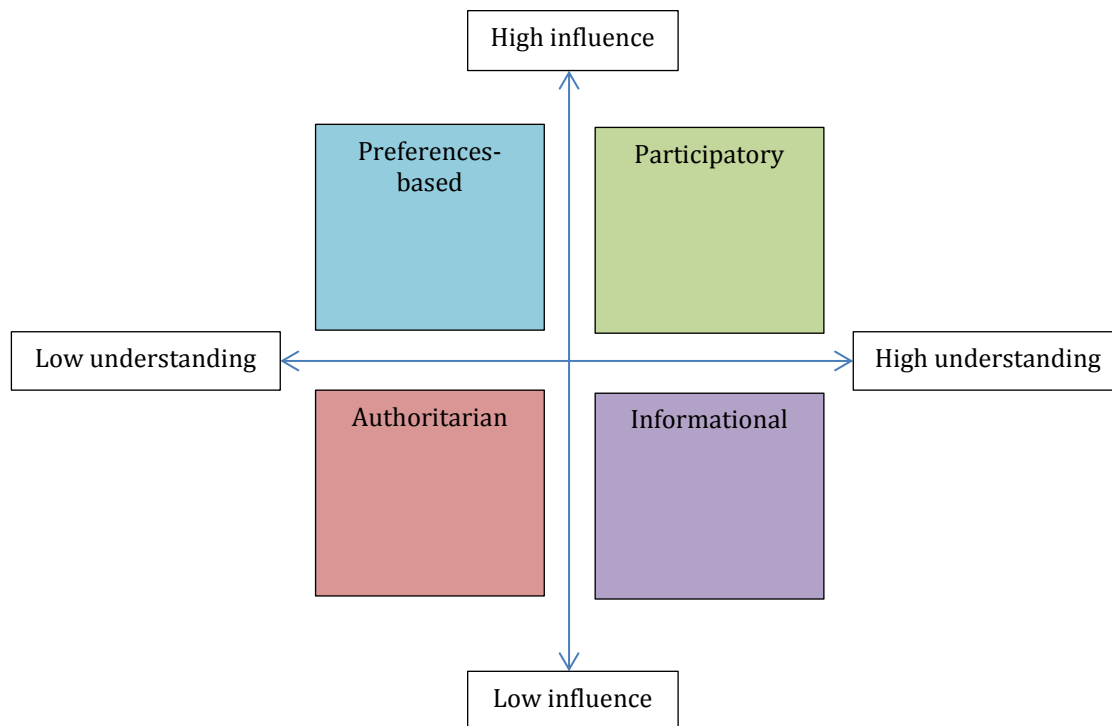 High influence
Preferences-
based
Participatory
Low understanding
High understanding
Authoritarian
Informational
Low influence